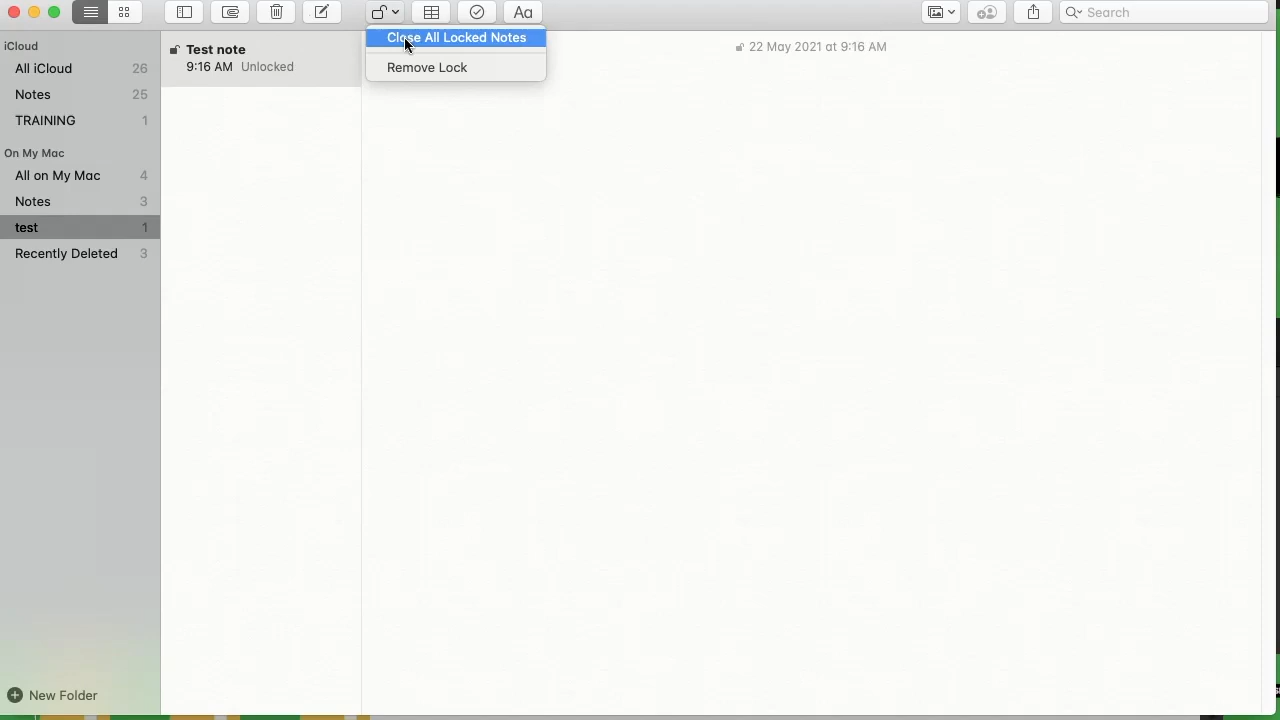 Aa
Search
iCloud
All iCloud 26
Notes 25
TRAINING 1
On My Mac
All on My Mac 4
Notes 3
test 1
Recently Deleted 3
New Folder
Test note
9:16 AM Unlocked
Close All Locked Notes
Remove Lock
22 May 2021 at 9:16 AM